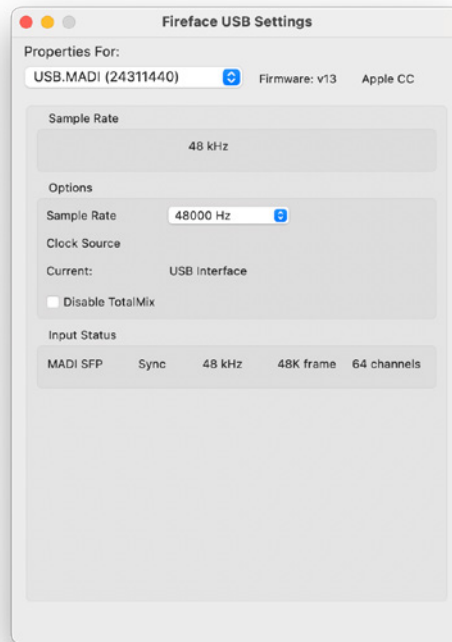 Fireface USB Settings
Properties For:
USB.MADI (24311440) Firmware: v13 Apple CC
Sample Rate
48 kHz
Options
Sample Rate 48000 Hz
Clock Source
Current: USB Interface
Disable TotalMix
Input Status
MADI SFP Sync 48 kHz 48K frame 64 channels